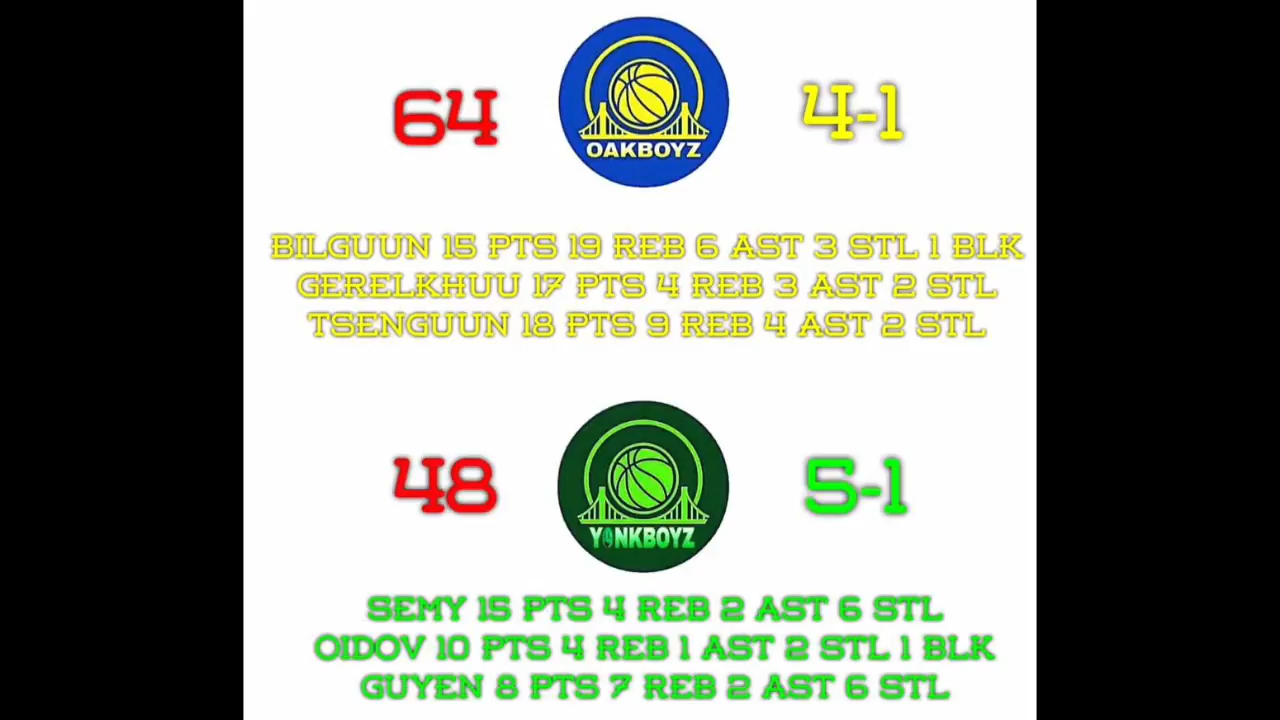 64
OAKBOYZ
4-1
BILGUUN 15 PTS 19 REB 6 AST 3 STL 1 BLK
GERELKHUU 17 PTS 4 REB 3 AST 2 STL
TSENGUUN 18 PTS 9 REB 4 AST 2 STL
48
YONKBOYZ
5-1
SEMY 15 PTS 4 REB 2 AST 6 STL
OIDOV 10 PTS 4 REB 1 AST 2 STL 1 BLK
GUYEN 8 PTS 7 REB 2 AST 6 STL